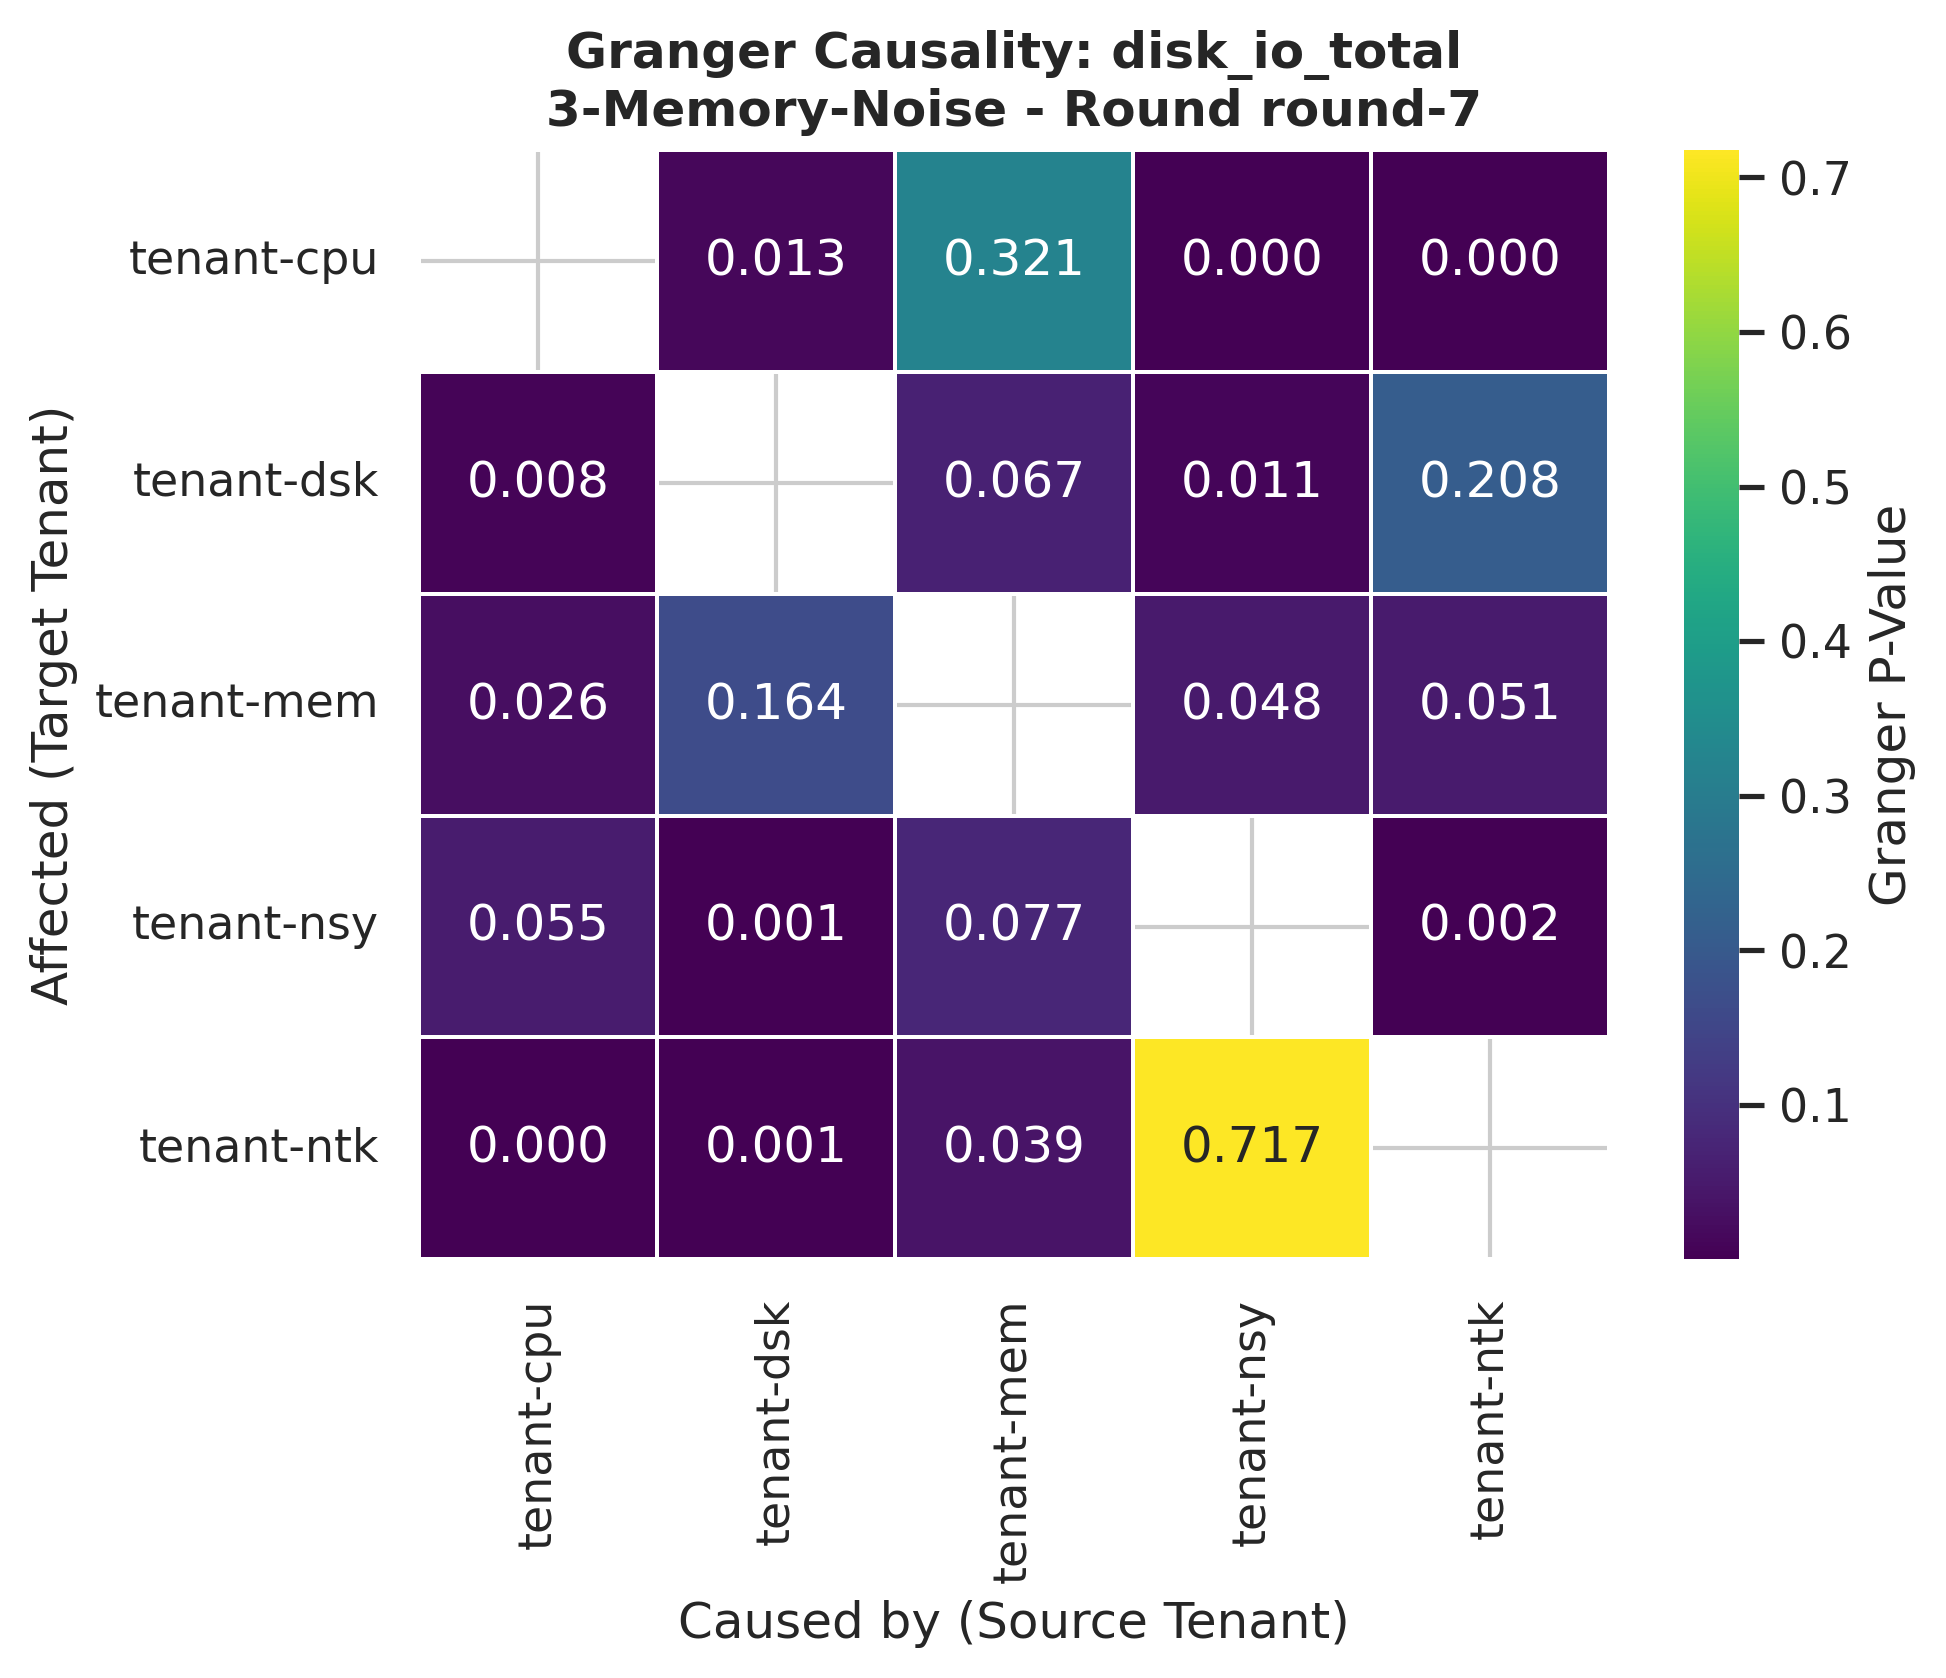 Granger Causality: disk_io_total
3-Memory-Noise - Round round-7
Affected (Target Tenant)
tenant-cpu 0.013 0.321 0.000 0.000
tenant-dsk 0.008 0.067 0.011 0.208
tenant-mem 0.026 0.164 0.048 0.051
tenant-nsy 0.055 0.001 0.077 0.002
tenant-ntk 0.000 0.001 0.039 0.717
tenant-cpu
tenant-dsk
tenant-mem
tenant-nsy
tenant-ntk
Caused by (Source Tenant)
0.7
0.6
0.5
0.4
0.3
0.2
0.1
Granger P-Value